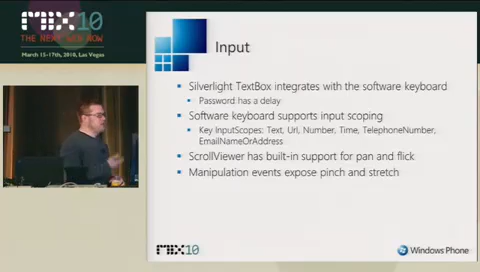 MIX10
THE NEXT WEB NOW
March 15-17th, 2010, Las Vegas
Input
Silverlight TextBox integrates with the software keyboard
Password has a delay
Software keyboard supports input scoping
Key InputScopes: Text, Url, Number, Time, TelephoneNumber,
EmailNameOrAddress
ScrollViewer has built-in support for pan and flick
Manipulation events expose pinch and stretch
MIX10
Windows Phone